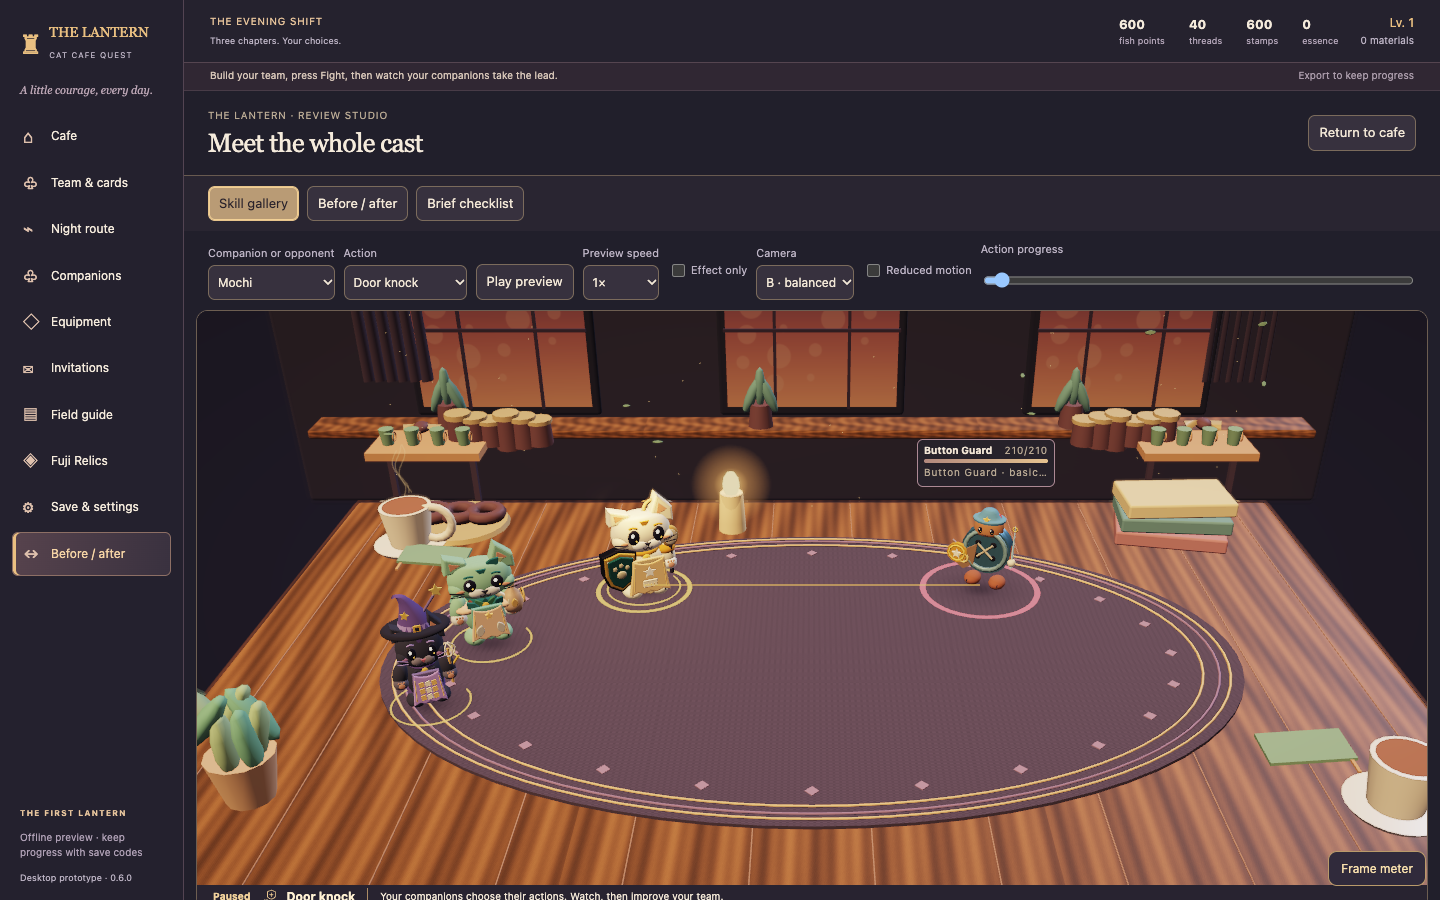 THE LANTERN
CAT CAFE QUEST
A little courage, every day.
Cafe
Team & cards
Night route
Companions
Equipment
Invitations
Field guide
Fuji Relics
Save & settings
Before / after
THE FIRST LANTERN
Offline preview · keep
progress with save codes
Desktop prototype · 0.6.0
THE EVENING SHIFT
Three chapters. Your choices.
600 40 600 0 Lv. 1
fish points threads stamps essence 0 materials
Build your team, press Fight, then watch your companions take the lead.
Export to keep progress
THE LANTERN · REVIEW STUDIO
Meet the whole cast
Return to cafe
Skill gallery Before / after Brief checklist
Companion or opponent Action Preview speed Camera Action progress
Mochi Door knock Play preview 1× Effect only B · balanced Reduced motion
Button Guard 210/210
Button Guard · basic…
Frame meter
Paused Door knock Your companions choose their actions. Watch, then improve your team.